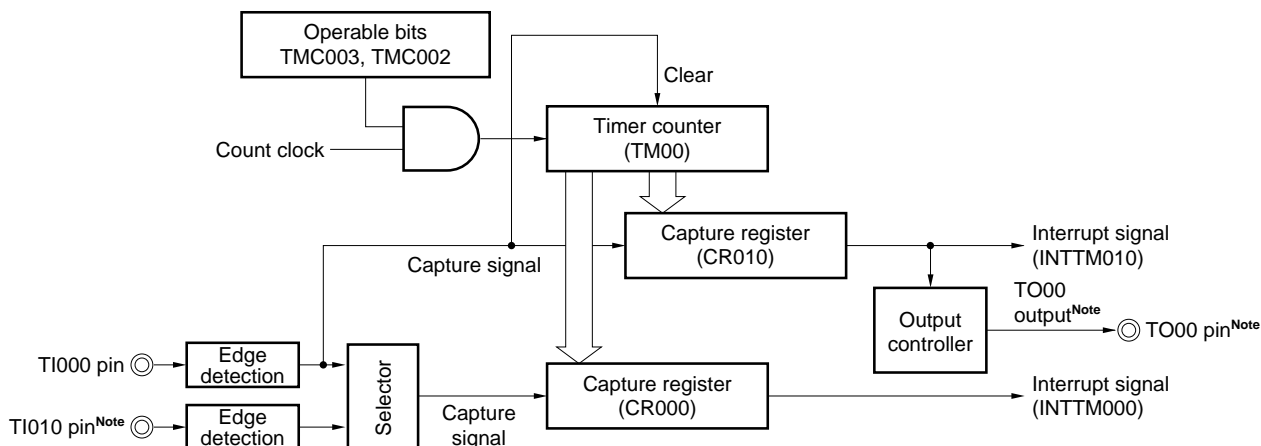 Operable bits
TMC003, TMC002
Clear
Count clock
Timer counter
(TM00)
Capture signal
Capture register
(CR010)
Interrupt signal
(INTTM010)
TO00
outputNote
Output
controller
TO00 pinNote
TI000 pin
Edge
detection
Selector
Capture
signal
Capture register
(CR000)
Interrupt signal
(INTTM000)
TI010 pinNote
Edge
detection